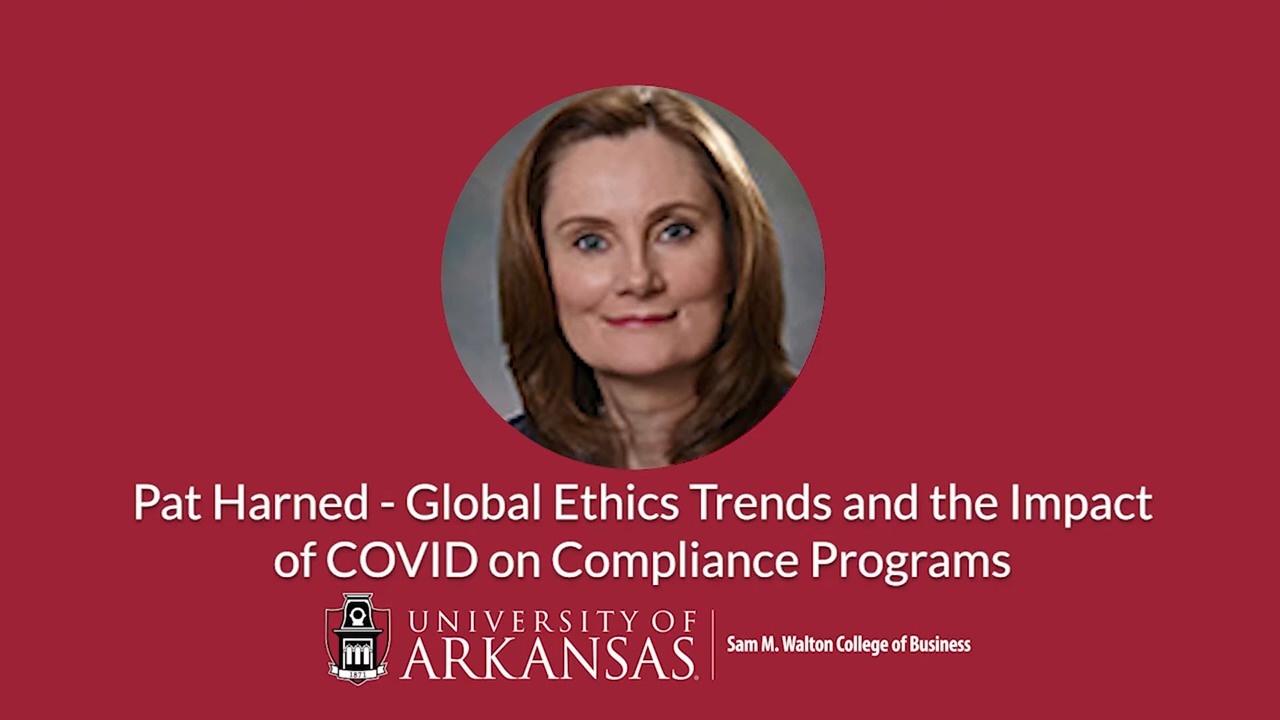 Pat Harned - Global Ethics Trends and the Impact
of COVID on Compliance Programs
UNIVERSITY OF
ARKANSAS®
Sam M. Walton College of Business
1871